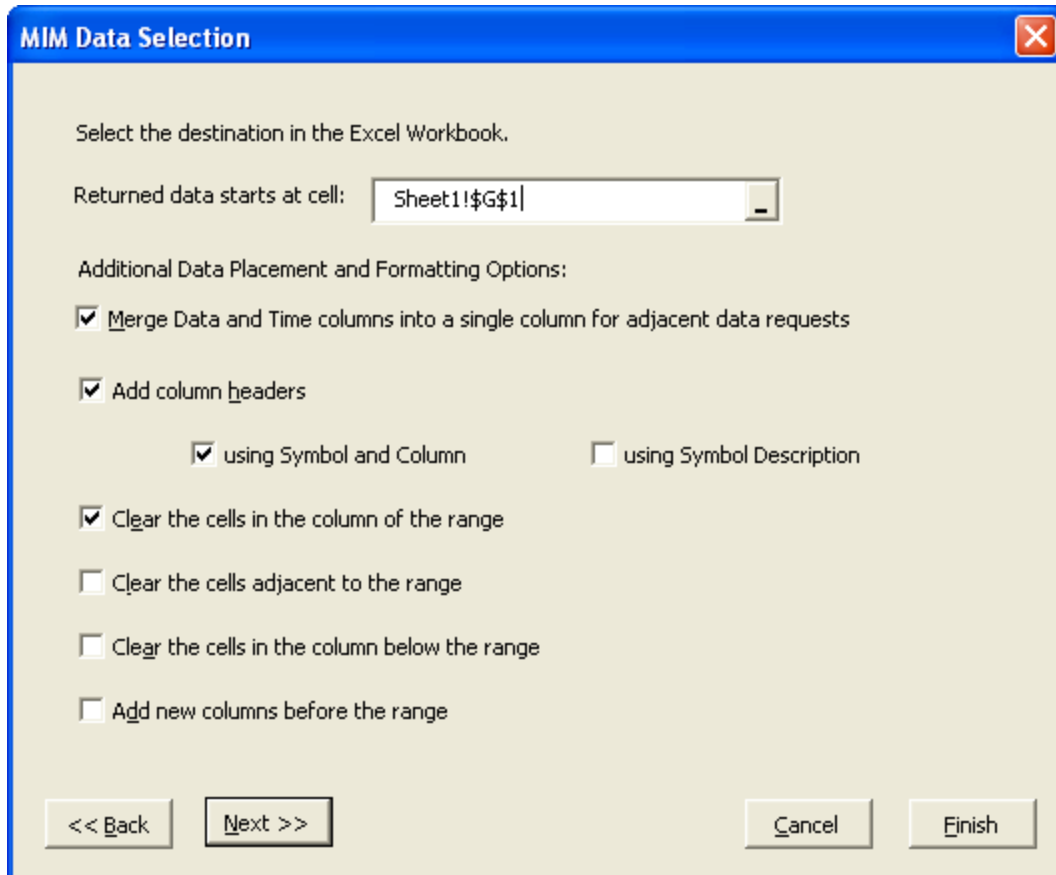 MIM Data Selection
Select the destination in the Excel Workbook.
Returned data starts at cell: Sheet1!$G$1 _
Additional Data Placement and Formatting Options:
Merge Data and Time columns into a single column for adjacent data requests
Add column headers
using Symbol and Column using Symbol Description
Clear the cells in the column of the range
Clear the cells adjacent to the range
Clear the cells in the column below the range
Add new columns before the range
<< Back Next >> Cancel Finish